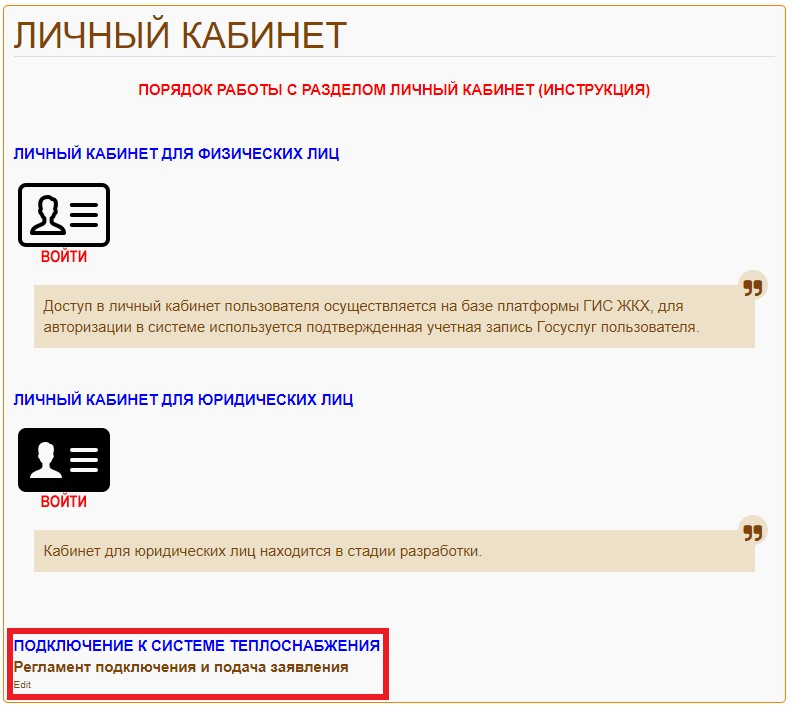 ЛИЧНЫЙ КАБИНЕТ
ПОРЯДОК РАБОТЫ С РАЗДЕЛОМ ЛИЧНЫЙ КАБИНЕТ (ИНСТРУКЦИЯ)
ЛИЧНЫЙ КАБИНЕТ ДЛЯ ФИЗИЧЕСКИХ ЛИЦ
ВОЙТИ
Доступ в личный кабинет пользователя осуществляется на базе платформы ГИС ЖКХ, для
авторизации в системе используется подтвержденная учетная запись Госуслуг пользователя.
ЛИЧНЫЙ КАБИНЕТ ДЛЯ ЮРИДИЧЕСКИХ ЛИЦ
ВОЙТИ
Кабинет для юридических лиц находится в стадии разработки.
ПОДКЛЮЧЕНИЕ К СИСТЕМЕ ТЕПЛОСНАБЖЕНИЯ
Регламент подключения и подача заявления
Edit